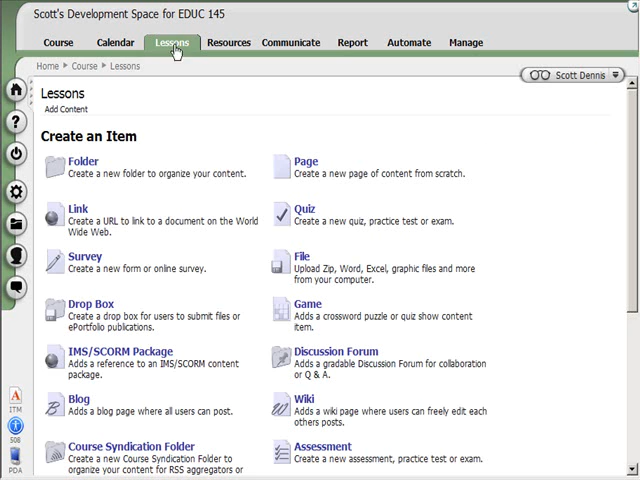 Scott's Development Space for EDUC 145
Course Calendar Lessons Resources Communicate Report Automate Manage
Home Course Lessons
Scott Dennis
Lessons
Add Content
Create an Item
Folder
Create a new folder to organize your content.
Page
Create a new page of content from scratch.
Link
Create a URL to link to a document on the World
Wide Web.
Quiz
Create a new quiz, practice test or exam.
Survey
Create a new form or online survey.
File
Upload Zip, Word, Excel, graphic files and more
from your computer.
Drop Box
Create a drop box for users to submit files or
ePortfolio publications.
Game
Adds a crossword puzzle or quiz show content
item.
IMS/SCORM Package
Adds a reference to an IMS/SCORM content
package.
Discussion Forum
Adds a gradable Discussion Forum for collaboration
or Q & A.
Blog
Adds a blog page where all users can post.
Wiki
Adds a wiki page where users can freely edit each
others posts.
Course Syndication Folder
Create a new Course Syndication Folder to
organize your content for RSS aggregators or
Assessment
Create a new assessment, practice test or exam.
ITM
508
PDA